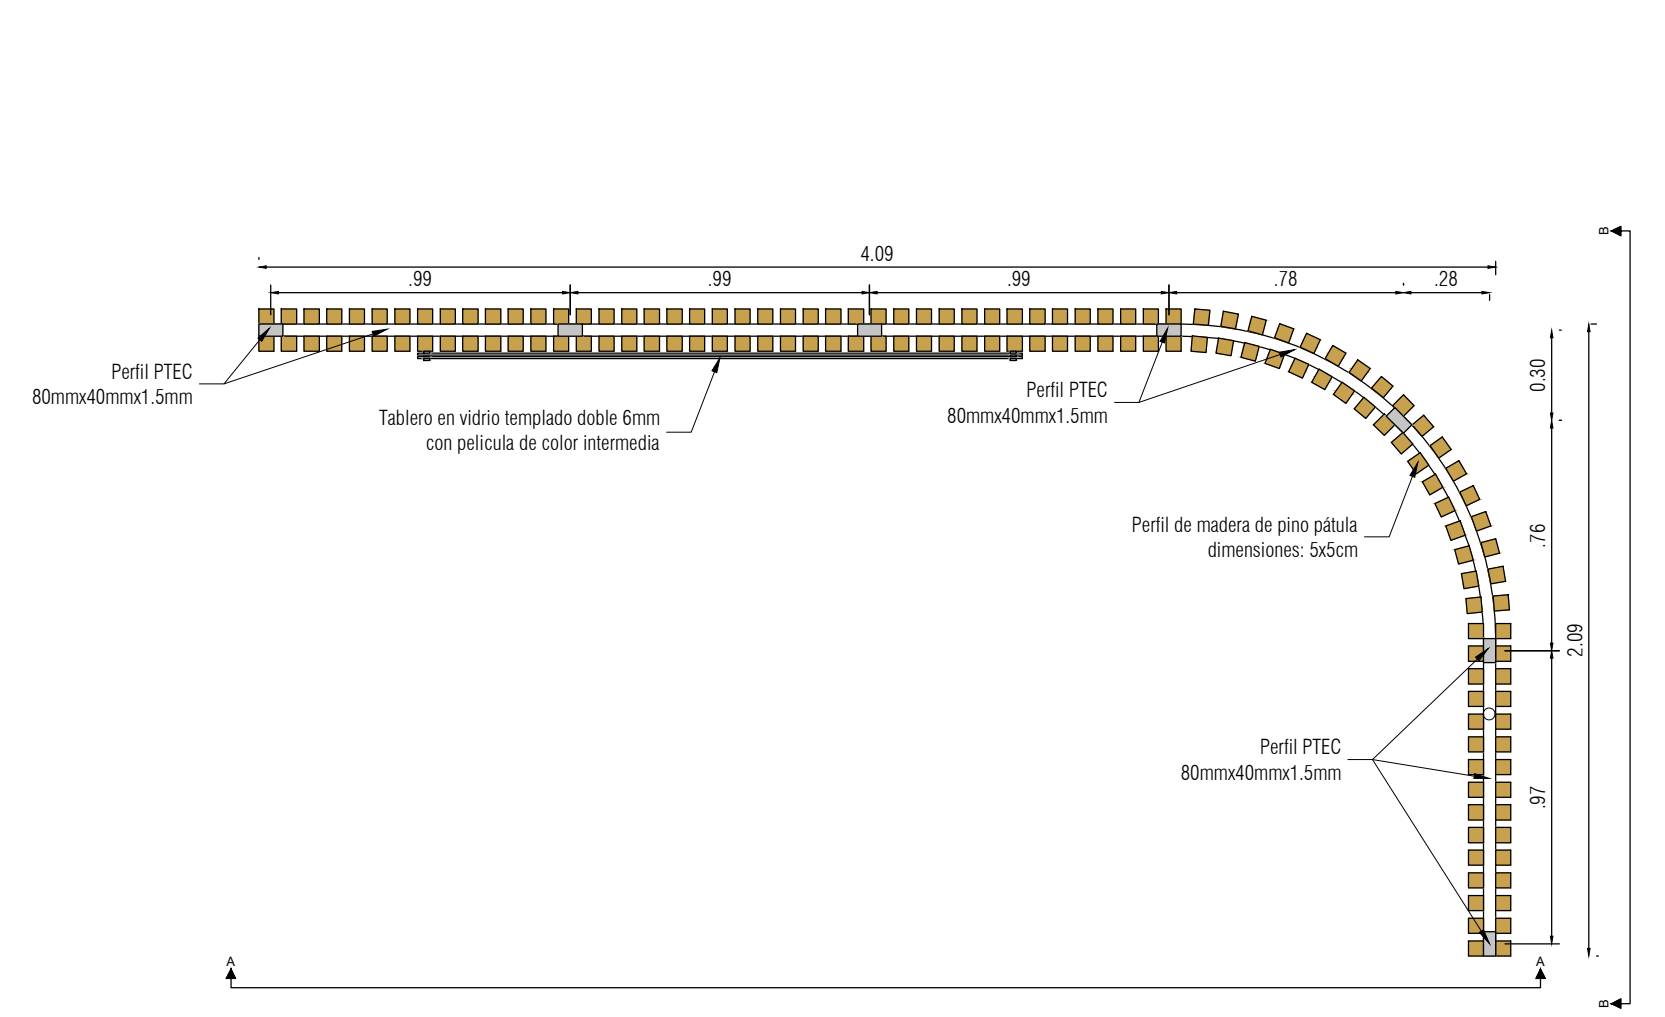 B
4.09
.99
.99
.99
.78
.28
Perfil PTEC
80mmx40mmx1.5mm
Tablero en vidrio templado doble 6mm
con pelicula de color intermedia
Perfil PTEC
80mmx40mmx1.5mm
0.30
Perfil de madera de pino pátula
dimensiones: 5x5cm
.76
2.09
Perfil PTEC
80mmx40mmx1.5mm
.97
A
A
B